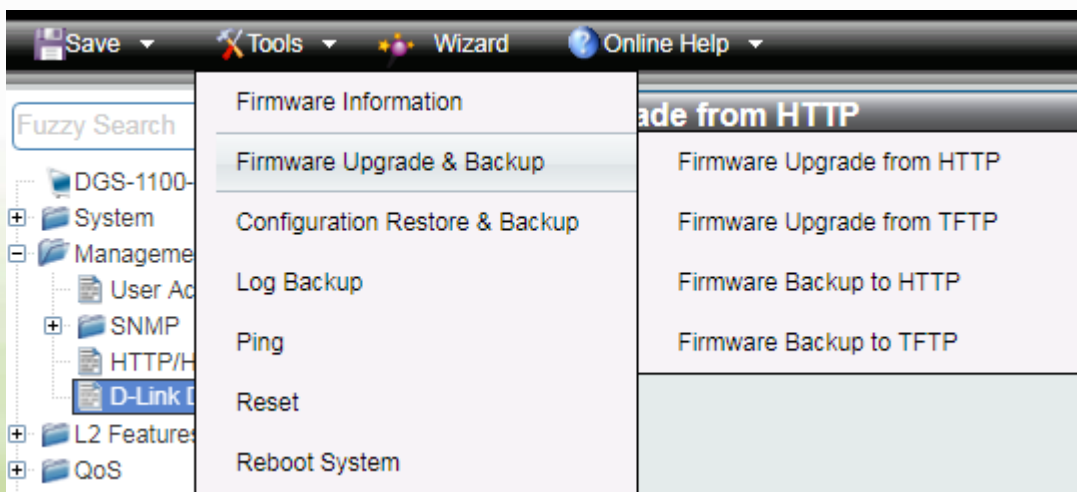 Save Tools Wizard Online Help
Fuzzy Search
DGS-1100-
System
Manageme
User Ac
SNMP
HTTP/H
D-Link
L2 Features
QoS
Firmware Information
Firmware Upgrade & Backup
Configuration Restore & Backup
Log Backup
Ping
Reset
Reboot System
ade from HTTP
Firmware Upgrade from HTTP
Firmware Upgrade from TFTP
Firmware Backup to HTTP
Firmware Backup to TFTP